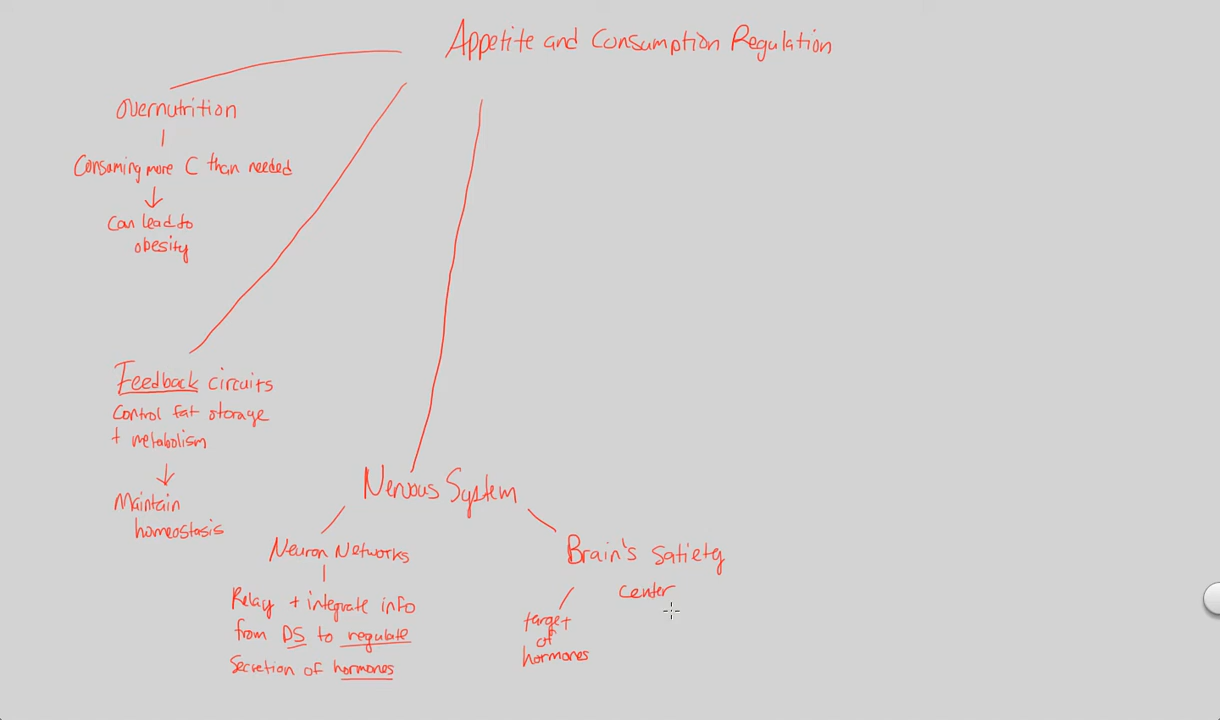 Appetite and Consumption Regulation
Overnutrition
Consuming more C than needed
Can lead to
obesity
Feedback circuits
Control fat storage
+ metabolism
Maintain
homeostasis
Nervous System
Neuron Networks
Relay + integrate info
from DS to regulate
Secretion of hormones
Brain's satiety
center
target
of
hormones